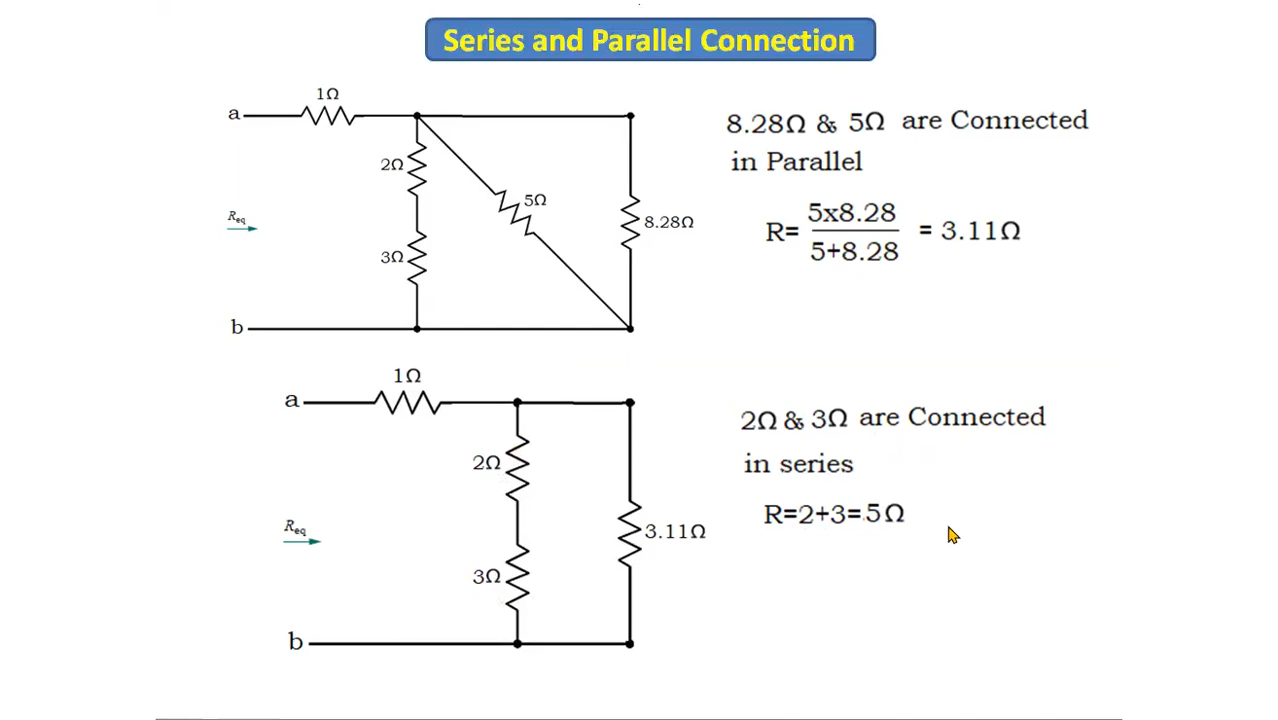 Series and Parallel Connection
1Ω
a
2Ω
5Ω
R_eq
8.28Ω
3Ω
b
8.28Ω & 5Ω are Connected
in Parallel
R= 5x8.28 / 5+8.28 = 3.11Ω
1Ω
a
2Ω
R_eq
3.11Ω
3Ω
b
2Ω & 3Ω are Connected
in series
R=2+3=5Ω